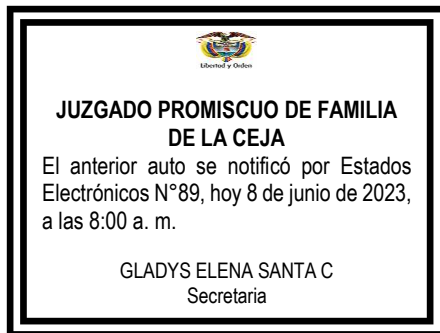 Libertad y Orden
JUZGADO PROMISCUO DE FAMILIA
DE LA CEJA
El anterior auto se notificó por Estados
Electrónicos N°89, hoy 8 de junio de 2023,
a las 8:00 a. m.
GLADYS ELENA SANTA C
Secretaria